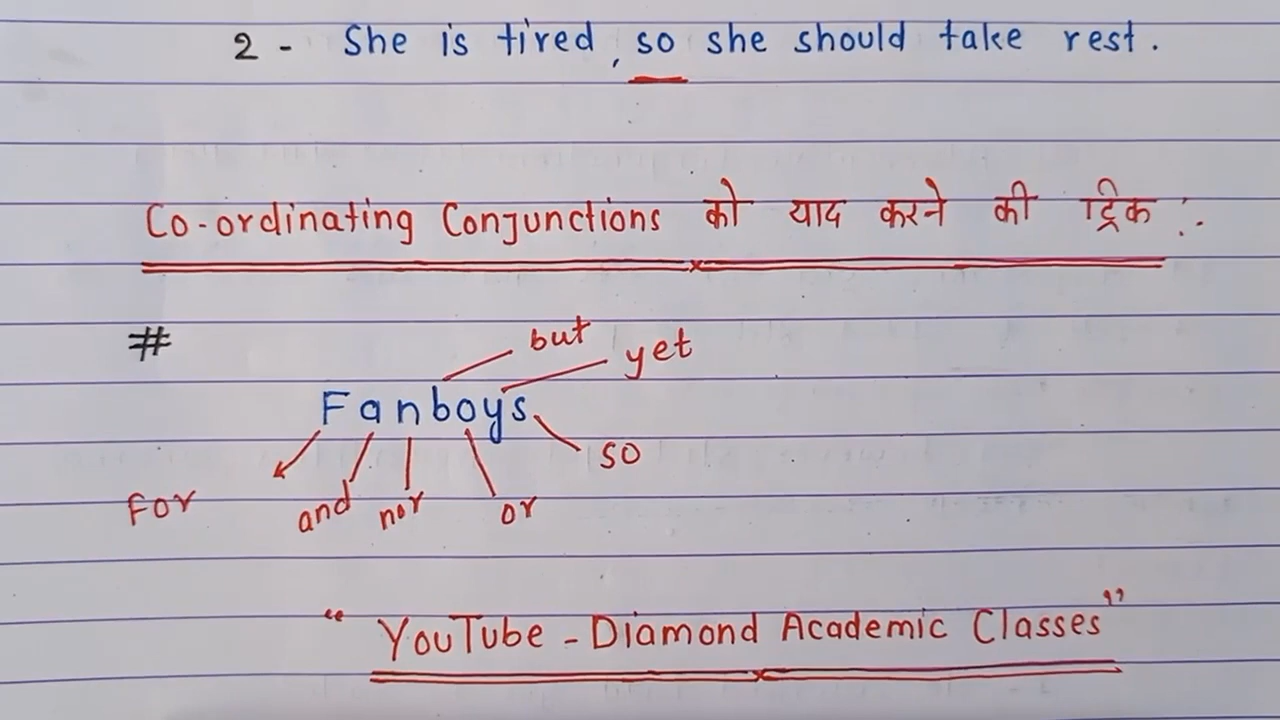 2 - She is tired, so she should take rest.
Co-ordinating Conjunctions को याद करने की ट्रिक :-
#
but
yet
Fanboys
so
For and nor or
"YouTube - Diamond Academic Classes"